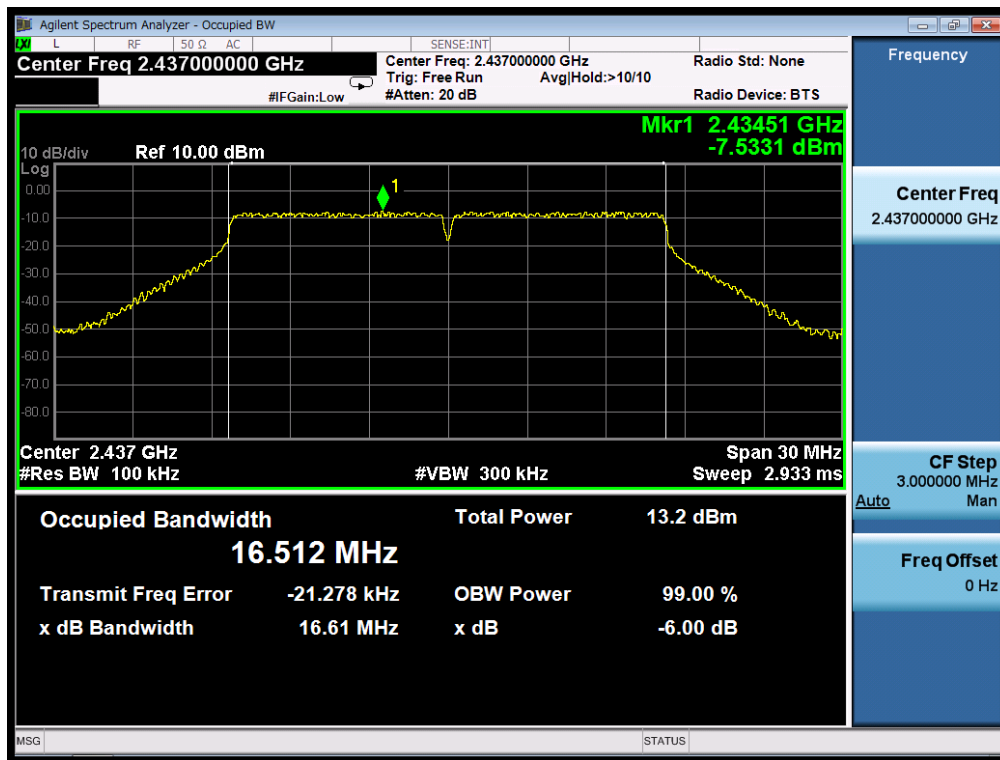 Agilent Spectrum Analyzer - Occupied BW
LXI L RF 50 Ω AC SENSE:INT
Center Freq 2.437000000 GHz
#IFGain:Low
Center Freq: 2.437000000 GHz
Trig: Free Run Avg|Hold:>10/10
#Atten: 20 dB
Radio Std: None
Radio Device: BTS
Mkr1 2.43451 GHz
-7.5331 dBm
10 dB/div Ref 10.00 dBm
Log
0.00
-10.0
-20.0
-30.0
-40.0
-50.0
-60.0
-70.0
-80.0
1
Center 2.437 GHz Span 30 MHz
#Res BW 100 kHz #VBW 300 kHz Sweep 2.933 ms
Occupied Bandwidth Total Power 13.2 dBm
16.512 MHz
Transmit Freq Error -21.278 kHz OBW Power 99.00 %
x dB Bandwidth 16.61 MHz x dB -6.00 dB
MSG STATUS
Frequency
Center Freq
2.437000000 GHz
CF Step
3.000000 MHz
Auto Man
Freq Offset
0 Hz